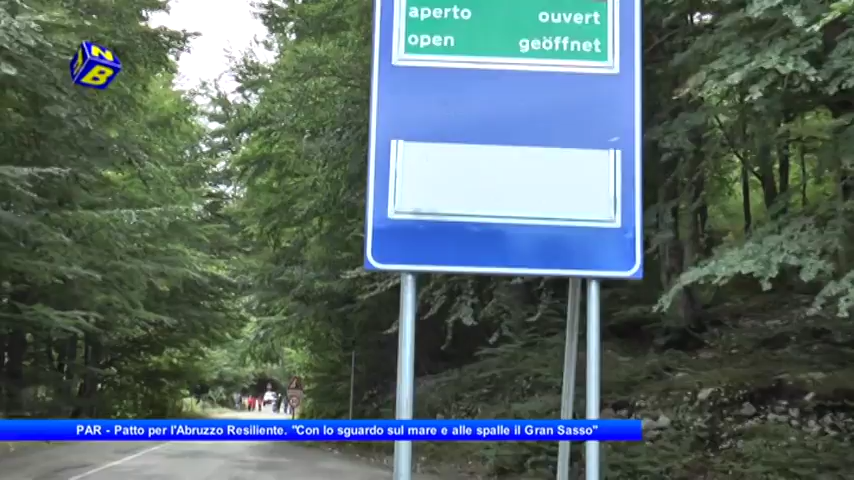 aperto ouvert
open geöffnet
NB
PAR - Patto per l'Abruzzo Resiliente. "Con lo sguardo sul mare e alle spalle il Gran Sasso"